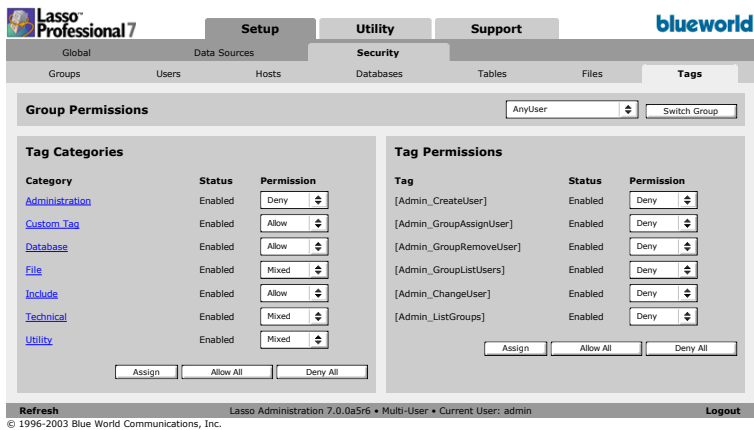 Lasso™
Professional 7
Setup Utility Support
blueworld
Global Data Sources Security
Groups Users Hosts Databases Tables Files Tags
Group Permissions AnyUser Switch Group
Tag Categories
Category Status Permission
Administration Enabled Deny
Custom Tag Enabled Allow
Database Enabled Allow
File Enabled Mixed
Include Enabled Allow
Technical Enabled Mixed
Utility Enabled Mixed
Assign Allow All Deny All
Tag Permissions
Tag Status Permission
[Admin_CreateUser] Enabled Deny
[Admin_GroupAssignUser] Enabled Deny
[Admin_GroupRemoveUser] Enabled Deny
[Admin_GroupListUsers] Enabled Deny
[Admin_ChangeUser] Enabled Deny
[Admin_ListGroups] Enabled Deny
Assign Allow All Deny All
Refresh Lasso Administration 7.0.0a5r6 • Multi-User • Current User: admin Logout
© 1996-2003 Blue World Communications, Inc.